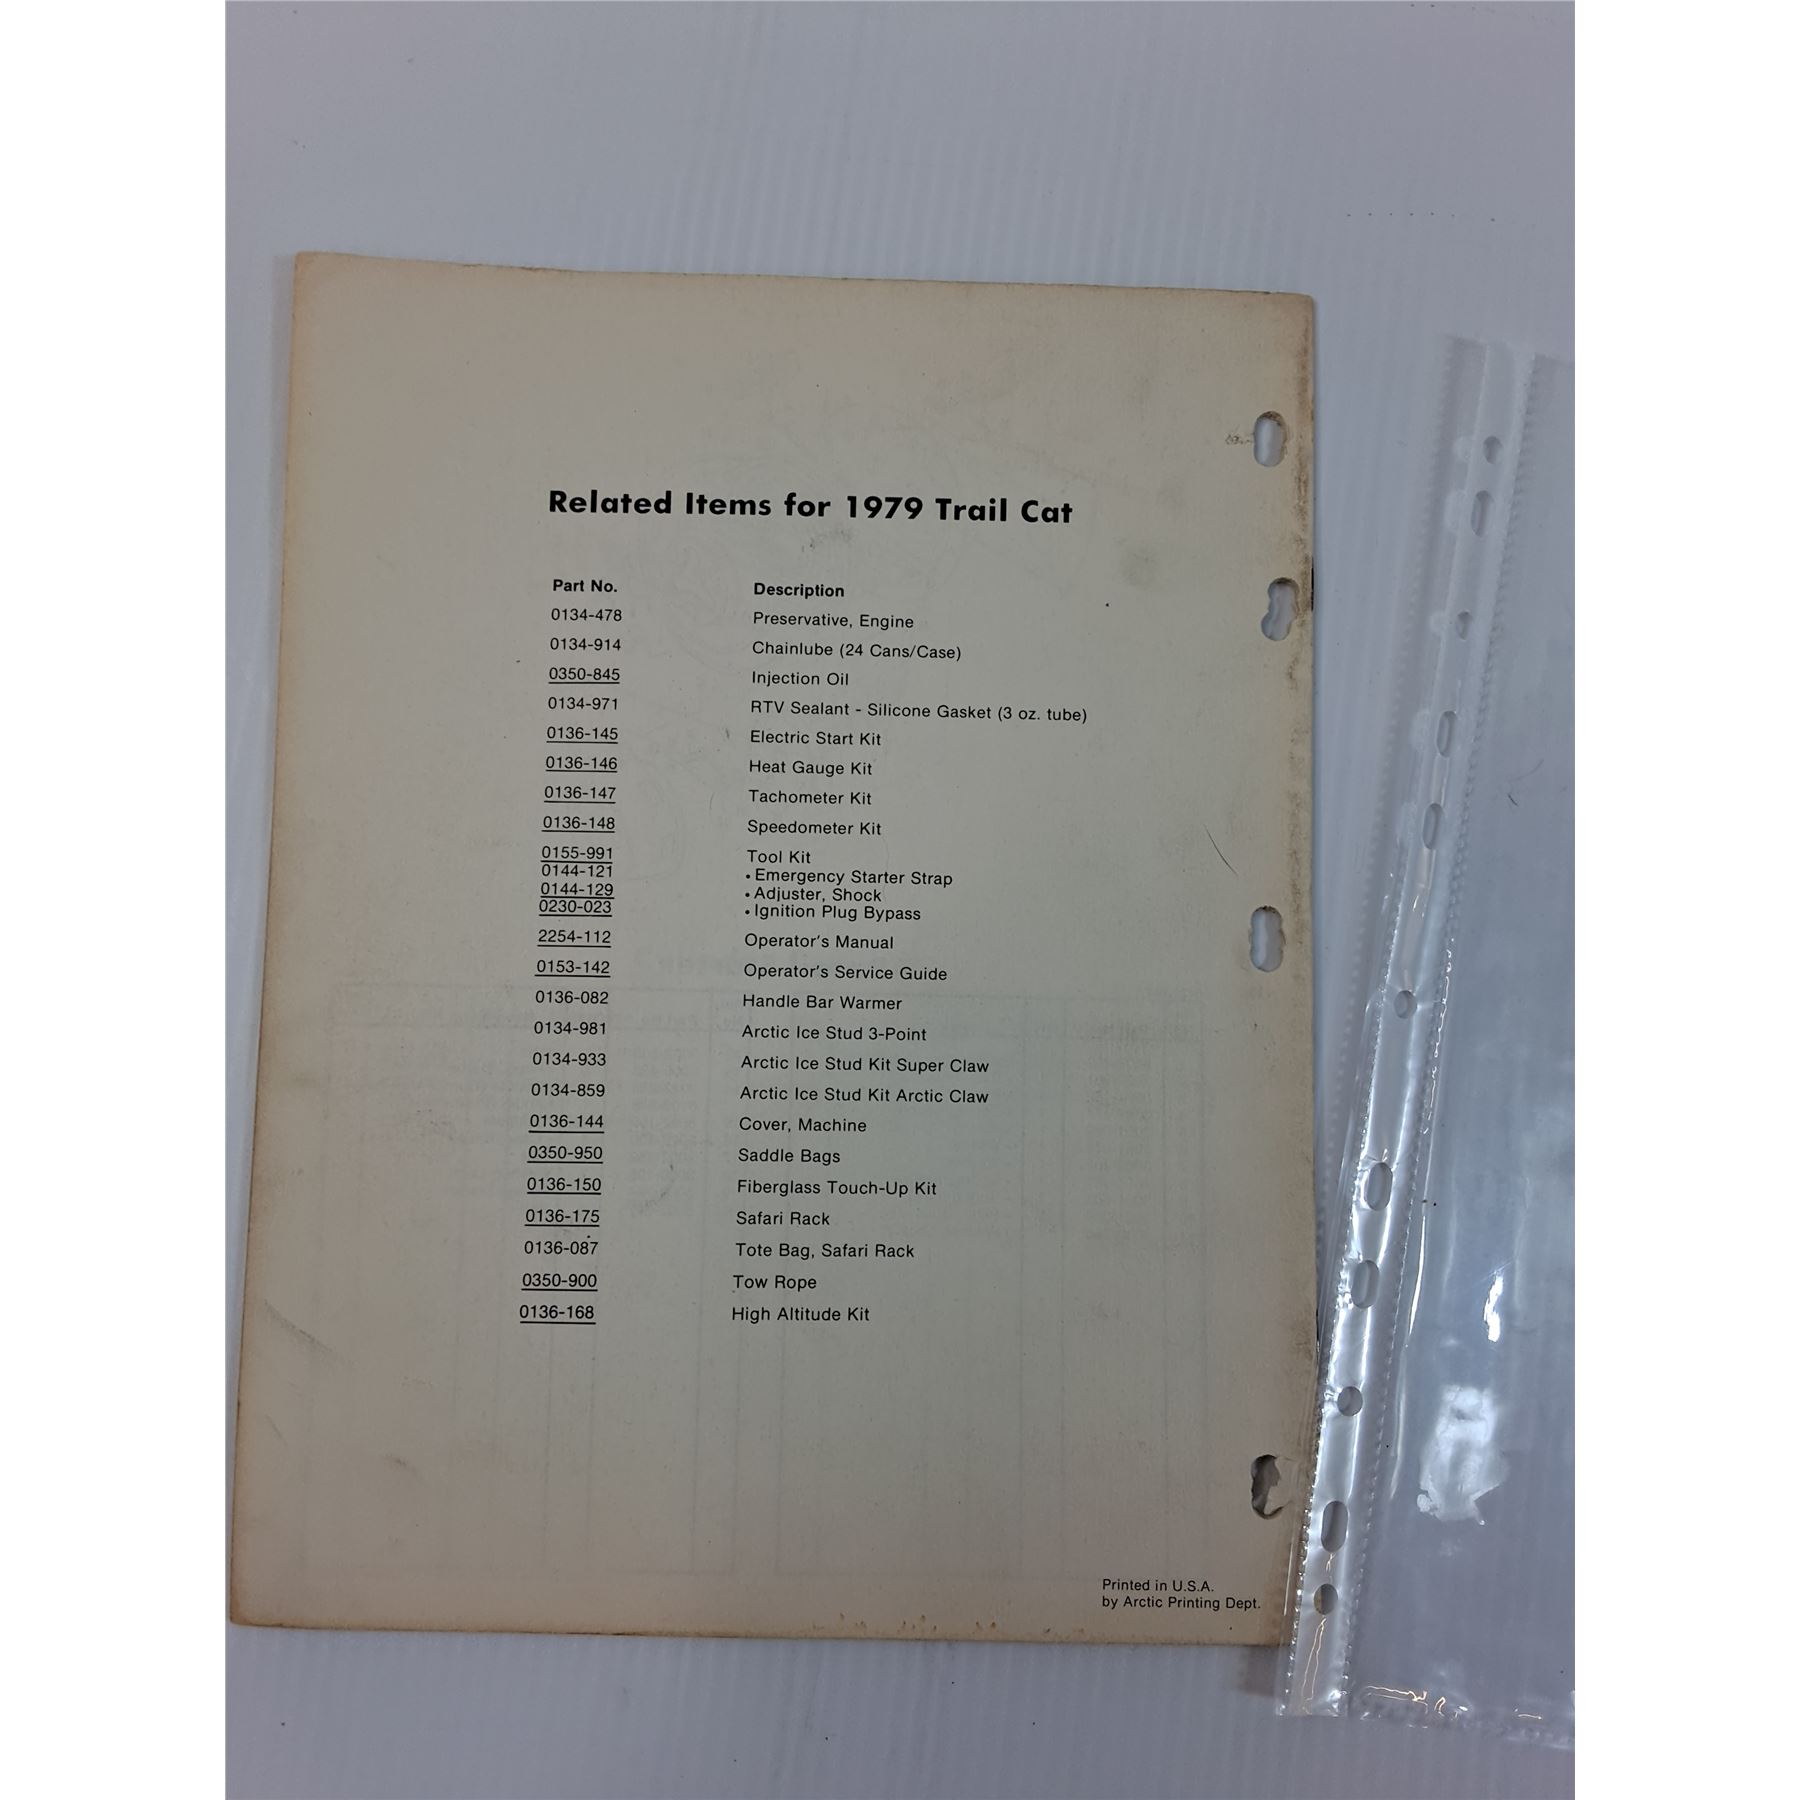 Related Items for 1979 Trail Cat
Part No. Description
0134-478 Preservative, Engine
0134-914 Chainlube (24 Cans/Case)
0350-845 Injection Oil
0134-971 RTV Sealant - Silicone Gasket (3 oz. tube)
0136-145 Electric Start Kit
0136-146 Heat Gauge Kit
0136-147 Tachometer Kit
0136-148 Speedometer Kit
0155-991 Tool Kit
0144-121 • Emergency Starter Strap
0144-129 • Adjuster, Shock
0230-023 • Ignition Plug Bypass
2254-112 Operator's Manual
0153-142 Operator's Service Guide
0136-082 Handle Bar Warmer
0134-981 Arctic Ice Stud 3-Point
0134-933 Arctic Ice Stud Kit Super Claw
0134-859 Arctic Ice Stud Kit Arctic Claw
0136-144 Cover, Machine
0350-950 Saddle Bags
0136-150 Fiberglass Touch-Up Kit
0136-175 Safari Rack
0136-087 Tote Bag, Safari Rack
0350-900 Tow Rope
0136-168 High Altitude Kit
Printed in U.S.A.
by Arctic Printing Dept.